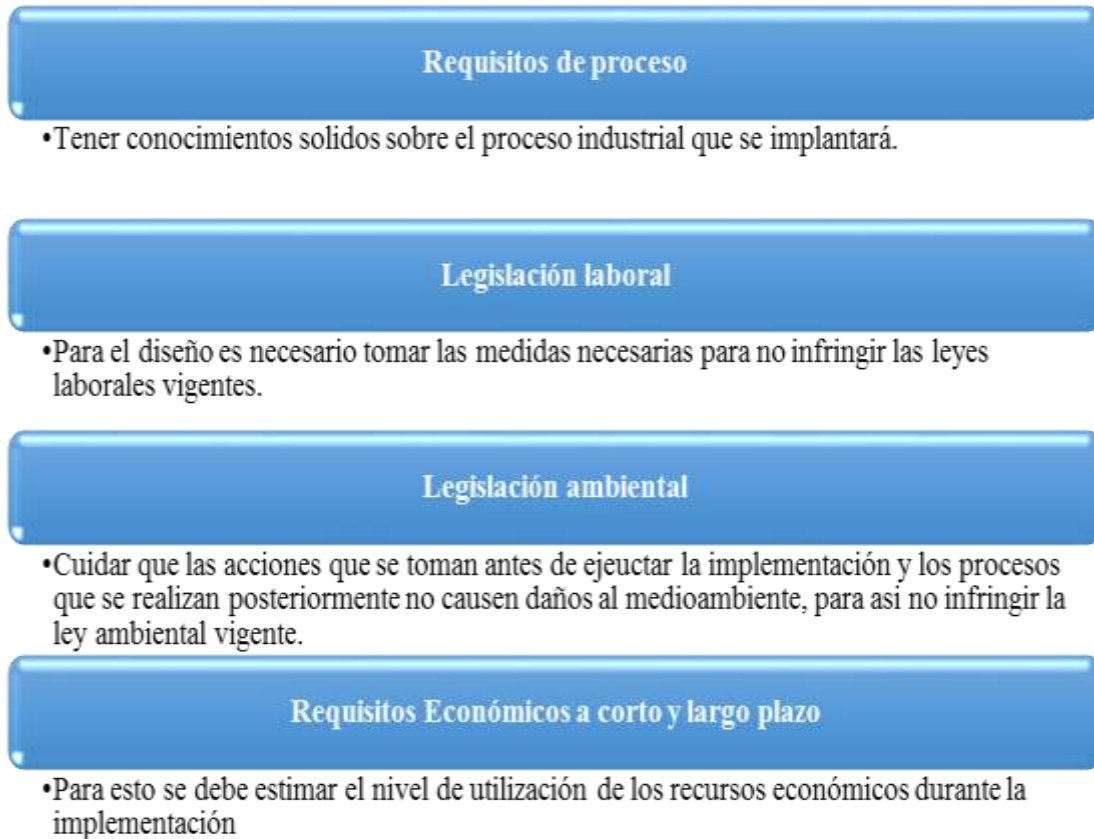 Requisitos de proceso
•Tener conocimientos solidos sobre el proceso industrial que se implantará.
Legislación laboral
•Para el diseño es necesario tomar las medidas necesarias para no infringir las leyes
laborales vigentes.
Legislación ambiental
•Cuidar que las acciones que se toman antes de ejeuctar la implementación y los procesos
que se realizan posteriormente no causen daños al medioambiente, para asi no infringir la
ley ambiental vigente.
Requisitos Económicos a corto y largo plazo
•Para esto se debe estimar el nivel de utilización de los recursos económicos durante la
implementación